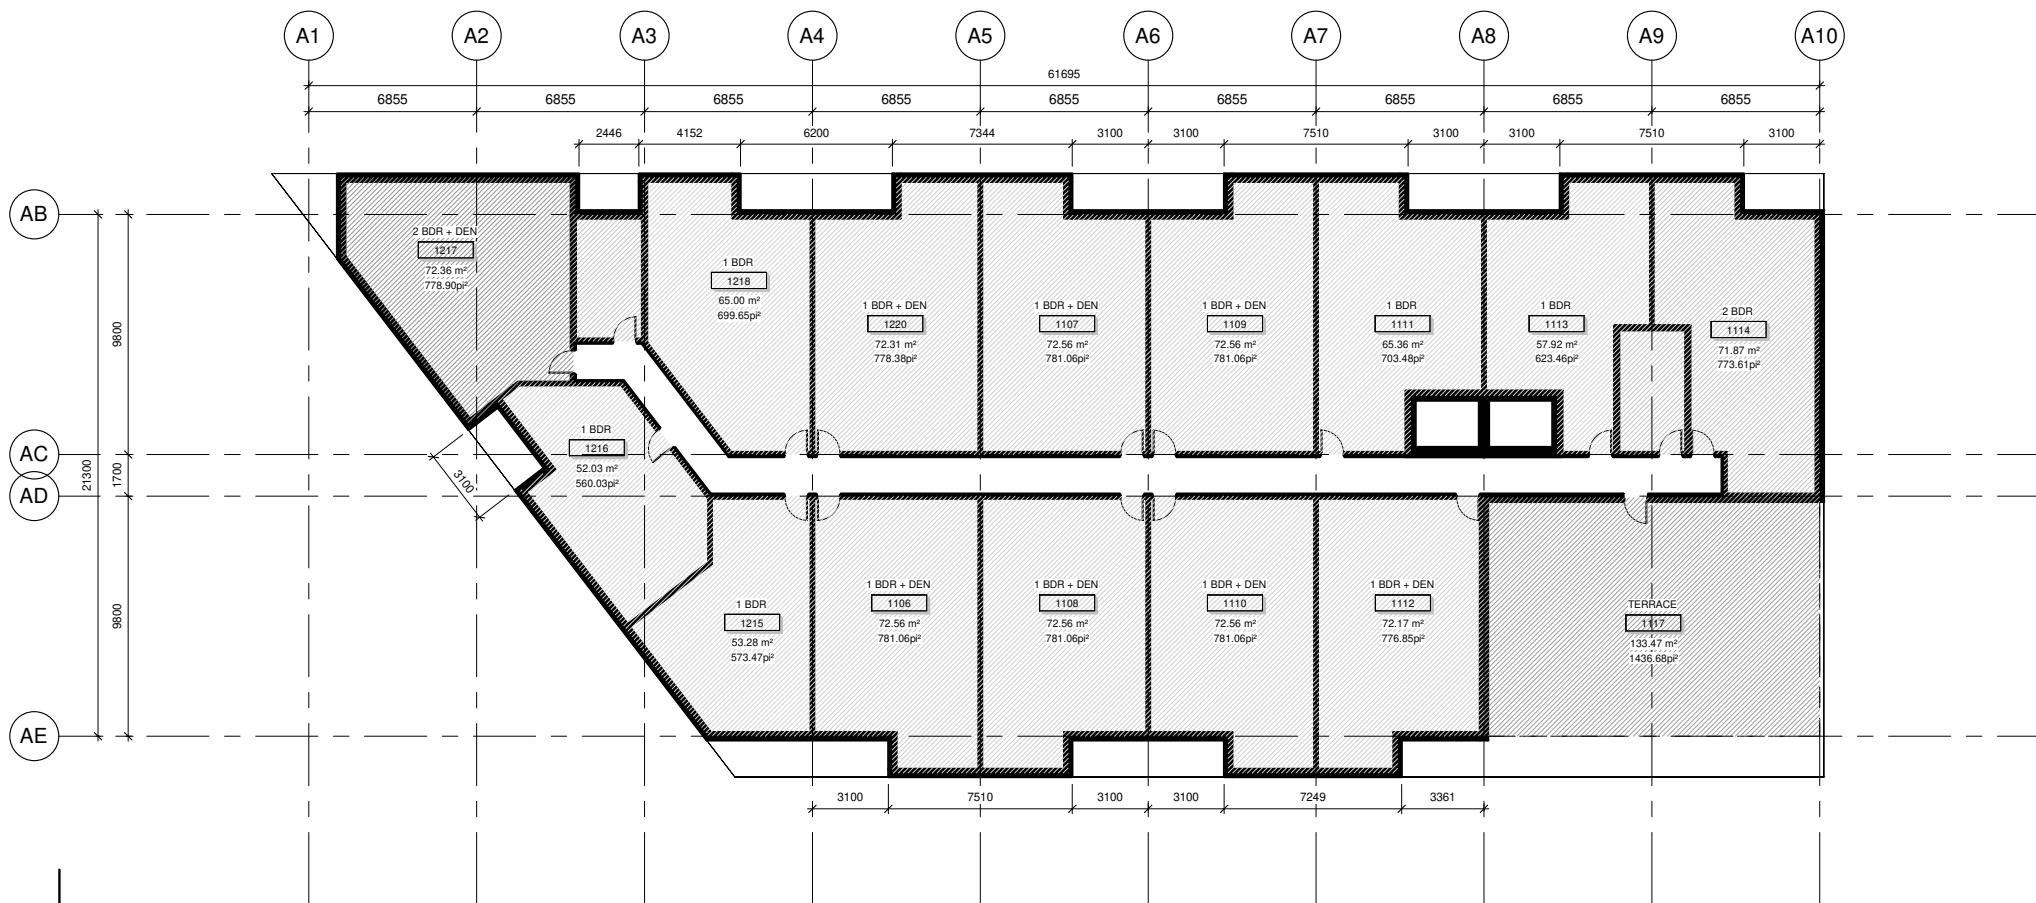 A1 A2 A3 A4 A5 A6 A7 A8 A9 A10
61695
6855 6855 6855 6855 6855 6855 6855 6855 6855
2446 4152 6200 7344 3100 3100 7510 3100 3100 7510 3100
AB
AC
AD
AE
21300
9800
1700
9800
3100
2 BDR + DEN
1217
72.36 m²
778.90pi²
1 BDR
1218
65.00 m²
699.65pi²
1 BDR + DEN
1220
72.31 m²
778.38pi²
1 BDR + DEN
1107
72.56 m²
781.06pi²
1 BDR + DEN
1109
72.56 m²
781.06pi²
1 BDR
1111
65.36 m²
703.48pi²
1 BDR
1113
57.92 m²
623.46pi²
2 BDR
1114
71.87 m²
773.61pi²
1 BDR
1216
52.03 m²
560.03pi²
1 BDR
1215
53.28 m²
573.47pi²
1 BDR + DEN
1106
72.56 m²
781.06pi²
1 BDR + DEN
1108
72.56 m²
781.06pi²
1 BDR + DEN
1110
72.56 m²
781.06pi²
1 BDR + DEN
1112
72.17 m²
776.85pi²
TERRACE
1117
133.47 m²
1436.68pi²
3100 7510 3100 3100 7249 3361